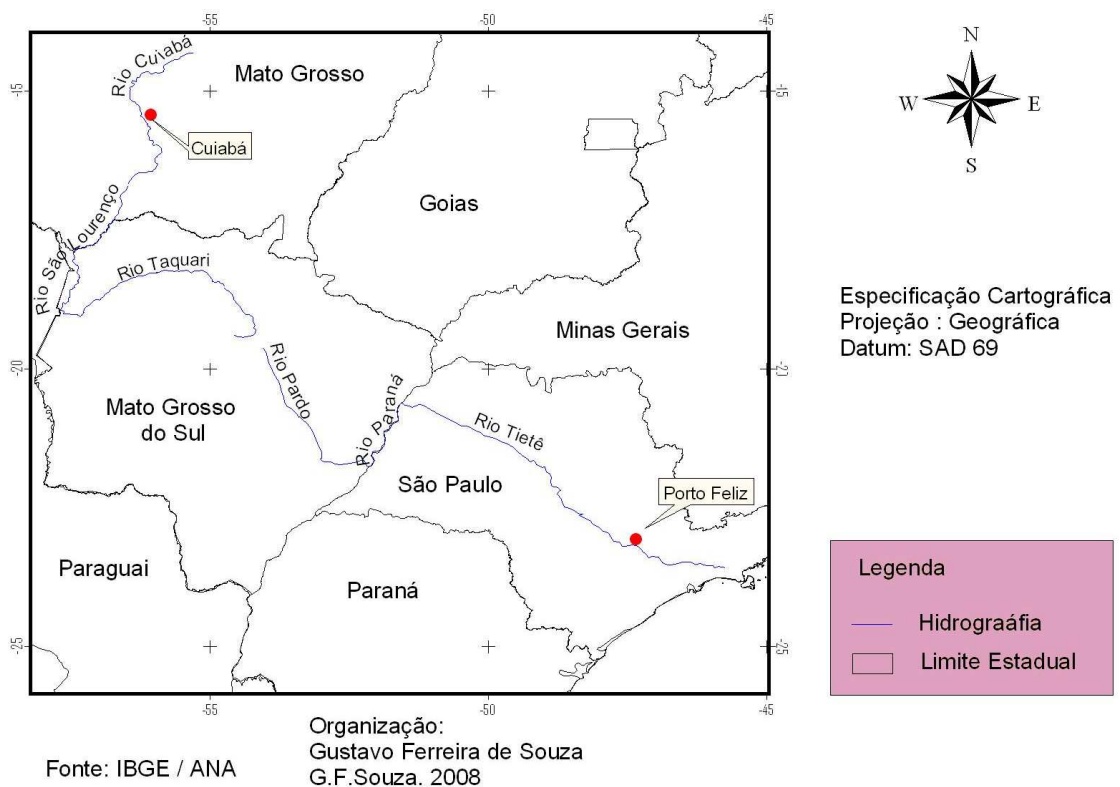 -55
-50
-45
Rio Cuiabá
Mato Grosso
-15
-15
Cuiabá
Goias
Rio São Lourenço
Rio Taquari
Minas Gerais
-20
Rio Pardo
Rio Paraná
Mato Grosso
do Sul
Rio Tietê
São Paulo
Porto Feliz
Paraguai
Paraná
-25
-25
-55
-50
-45
N
W
E
S
Especificação Cartográfica
Projeção : Geográfica
Datum: SAD 69
Legenda
Hidrograáfia
Limite Estadual
Fonte: IBGE / ANA
Organização:
Gustavo Ferreira de Souza
G.F.Souza. 2008